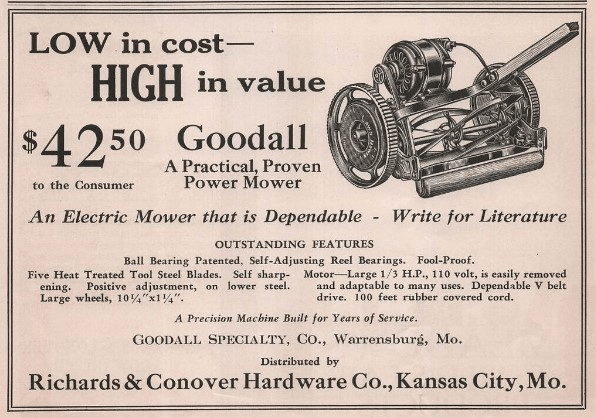 LOW in cost—
HIGH in value
$42 50
to the Consumer
Goodall
A Practical, Proven
Power Mower
An Electric Mower that is Dependable - Write for Literature
OUTSTANDING FEATURES
Ball Bearing Patented, Self-Adjusting Reel Bearings. Fool-Proof.
Five Heat Treated Tool Steel Blades. Self sharp-
ening. Positive adjustment, on lower steel.
Large wheels, 10¼"x1¼".
Motor—Large 1/3 H.P., 110 volt, is easily removed
and adaptable to many uses. Dependable V belt
drive. 100 feet rubber covered cord.
A Precision Machine Built for Years of Service.
GOODALL SPECIALTY, CO., Warrensburg, Mo.
Distributed by
Richards & Conover Hardware Co., Kansas City, Mo.